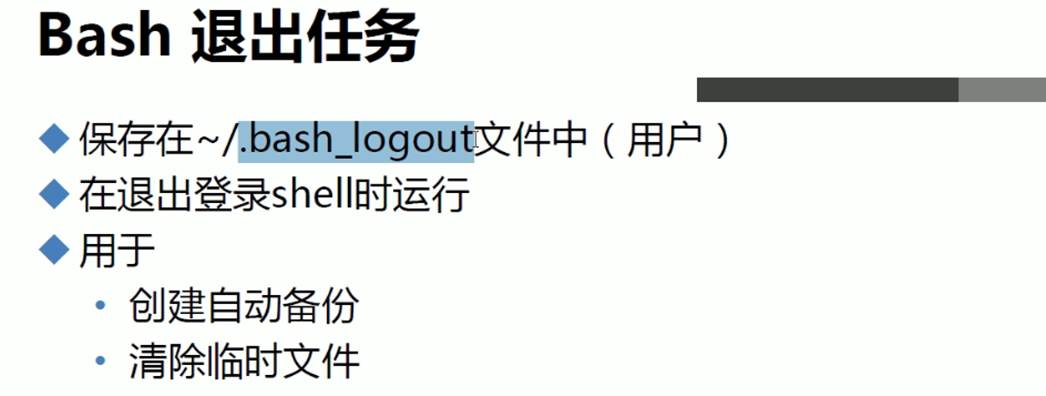 Bash 退出任务
保存在~/.bash_logout文件中（用户）
在退出登录shell时运行
用于
创建自动备份
清除临时文件